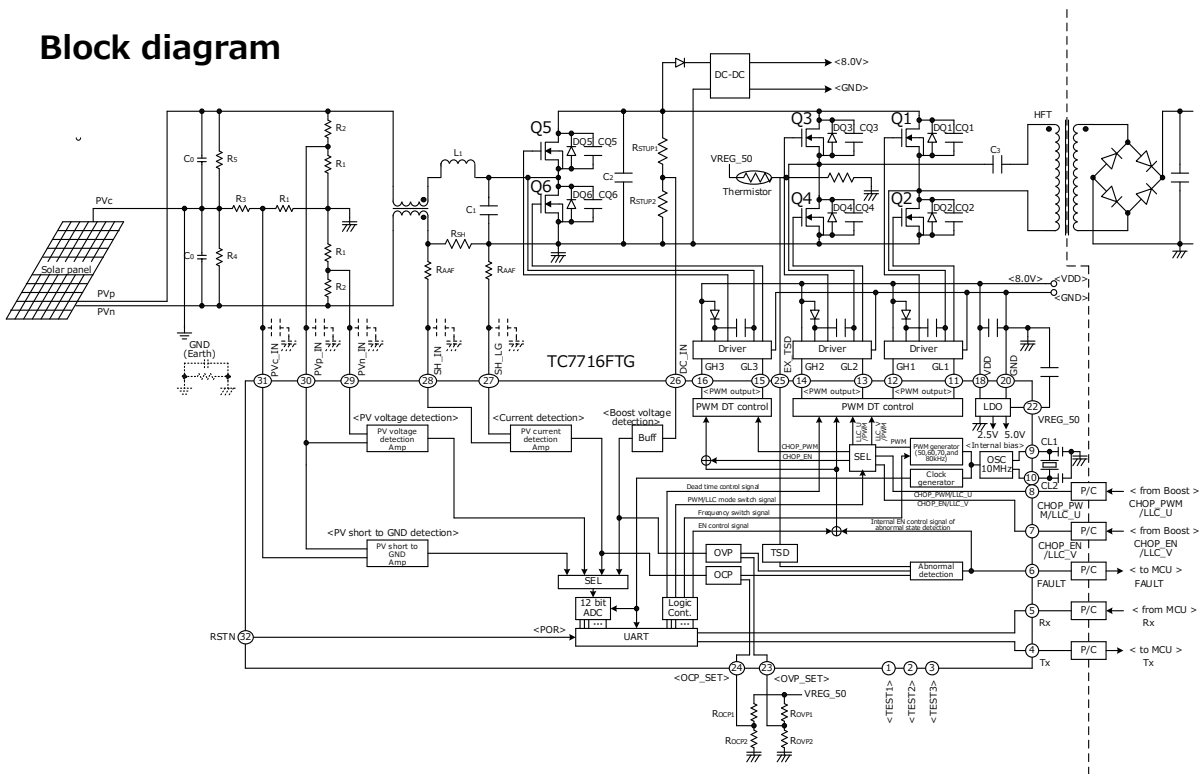 Block diagram
DC-DC
<8.0V>
<GND>
HFT
Q5
DQ5 CQ5
Q3
DQ3 CQ3
Q1
DQ1 CQ1
R2
R1
C0
R5
L1
C2
RSTUP1
VREG_50
Thermistor
C3
Q6
DQ6 CQ6
Q4
DQ4 CQ4
Q2
DQ2 CQ2
RSTUP2
C1
PVc
R3
R1
RSH
C0
R4
R1
R2
RAAF
RAAF
Solar panel
PVp
PVn
<8.0V>
<VDD>
<GND>
GND
(Earth)
PVc_IN
PVp_IN
PVn_IN
SH_IN
SH_LG
TC7716FTG
DC_IN
EX_TSD
VDD
GND
Driver
Driver
Driver
GH3
GL3
GH2
GL2
GH1
GL1
31
30
29
28
27
26
16
15
25
14
13
12
11
18
20
<PWM output>
<PWM output>
<PWM output>
PWM DT control
PWM DT control
LDO
22
VREG_50
2.5V
5.0V
<PV voltage detection>
<Current detection>
<Boost voltage detection>
PV voltage
detection
Amp
PV current
detection
Amp
Buff
LLC_U
/PWM
LLC_V
/PWM
CHOP_PWM
CHOP_EN
SEL
PWM
PWM generator
(50,60,70,and
80kHz)
<Internal bias>
Clock
generator
OSC
10MHz
9
CL1
10
CL2
Dead time control signal
PWM/LLC mode switch signal
Frequency switch signal
EN control signal
CHOP_PWM/LLC_U
CHOP_EN/LLC_V
Internal EN control signal of
abnormal state detection
8
CHOP_PW
M/LLC_U
P/C
< from Boost >
CHOP_PWM
/LLC_U
7
CHOP_EN
/LLC_V
P/C
< from Boost >
CHOP_EN
/LLC_V
<PV short to GND detection>
PV short to
GND
Amp
OVP
TSD
OCP
Abnormal
detection
6
FAULT
P/C
< to MCU >
FAULT
SEL
12 bit
ADC
Logic
Cont.
...
...
5
Rx
P/C
< from MCU >
Rx
RSTN
32
<POR>
UART
4
Tx
P/C
< to MCU >
Tx
24
23
<OCP_SET>
<OVP_SET>
1
2
3
<TEST1>
<TEST2>
<TEST3>
VREG_50
ROCP1
ROVP1
ROCP2
ROVP2